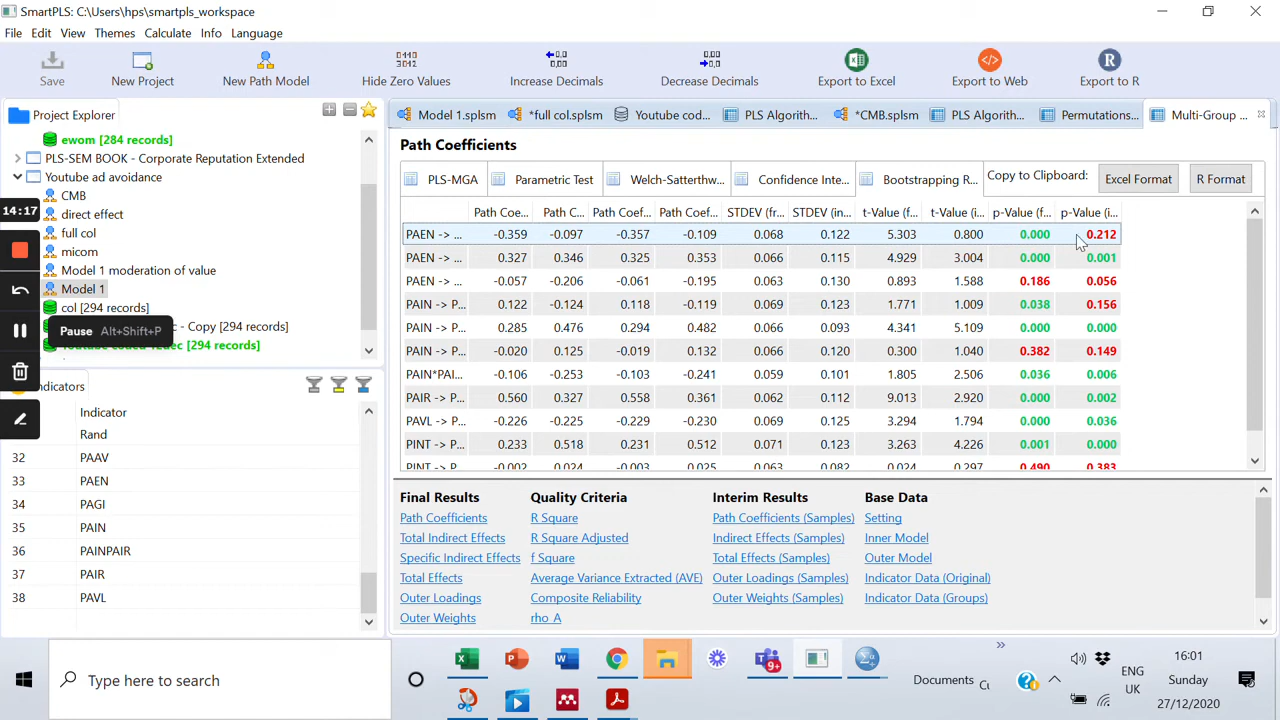 SmartPLS: C:\Users\hps\smartpls_workspace
File Edit View Themes Calculate Info Language
Save New Project New Path Model Hide Zero Values Increase Decimals Decrease Decimals Export to Excel Export to Web Export to R
Project Explorer
ewom [284 records]
PLS-SEM BOOK - Corporate Reputation Extended
Youtube ad avoidance
CMB
14:17
direct effect
full col
micom
Model 1 moderation of value
Model 1
col [294 records]
Pause Alt+Shift+P
- Copy [294 records]
[294 records]
Indicators
Indicator
Rand
32 PAAV
33 PAEN
34 PAGI
35 PAIN
36 PAINPAIR
37 PAIR
38 PAVL
Model 1.splsm *full col.splsm Youtube cod... PLS Algorith... *CMB.splsm PLS Algorith... Permutations... Multi-Group ...
Path Coefficients
PLS-MGA Parametric Test Welch-Satterthw... Confidence Inte... Bootstrapping R... Copy to Clipboard: Excel Format R Format
Path Coe... Path C... Path Coef... Path Coef... STDEV (fr... STDEV (in... t-Value (f... t-Value (i... p-Value (f... p-Value (i...
PAEN -> ... -0.359 -0.097 -0.357 -0.109 0.068 0.122 5.303 0.800 0.000 0.212
PAEN -> ... 0.327 0.346 0.325 0.353 0.066 0.115 4.929 3.004 0.000 0.001
PAEN -> ... -0.057 -0.206 -0.061 -0.195 0.063 0.130 0.893 1.588 0.186 0.056
PAIN -> P... 0.122 -0.124 0.118 -0.119 0.069 0.123 1.771 1.009 0.038 0.156
PAIN -> P... 0.285 0.476 0.294 0.482 0.066 0.093 4.341 5.109 0.000 0.000
PAIN -> P... -0.020 0.125 -0.019 0.132 0.066 0.120 0.300 1.040 0.382 0.149
PAIN*PAI... -0.106 -0.253 -0.103 -0.241 0.059 0.101 1.805 2.506 0.036 0.006
PAIR -> P... 0.560 0.327 0.558 0.361 0.062 0.112 9.013 2.920 0.000 0.002
PAVL -> P... -0.226 -0.225 -0.229 -0.230 0.069 0.125 3.294 1.794 0.000 0.036
PINT -> P... 0.233 0.518 0.231 0.512 0.071 0.123 3.263 4.226 0.001 0.000
PINT -> P... -0.002 0.024 -0.003 0.025 0.063 0.082 0.024 0.297 0.490 0.383
Final Results Quality Criteria Interim Results Base Data
Path Coefficients R Square Path Coefficients (Samples) Setting
Total Indirect Effects R Square Adjusted Indirect Effects (Samples) Inner Model
Specific Indirect Effects f Square Total Effects (Samples) Outer Model
Total Effects Average Variance Extracted (AVE) Outer Loadings (Samples) Indicator Data (Original)
Outer Loadings Composite Reliability Outer Weights (Samples) Indicator Data (Groups)
Outer Weights rho_A
Type here to search
9+
Documents
ENG
UK
16:01
Sunday
27/12/2020